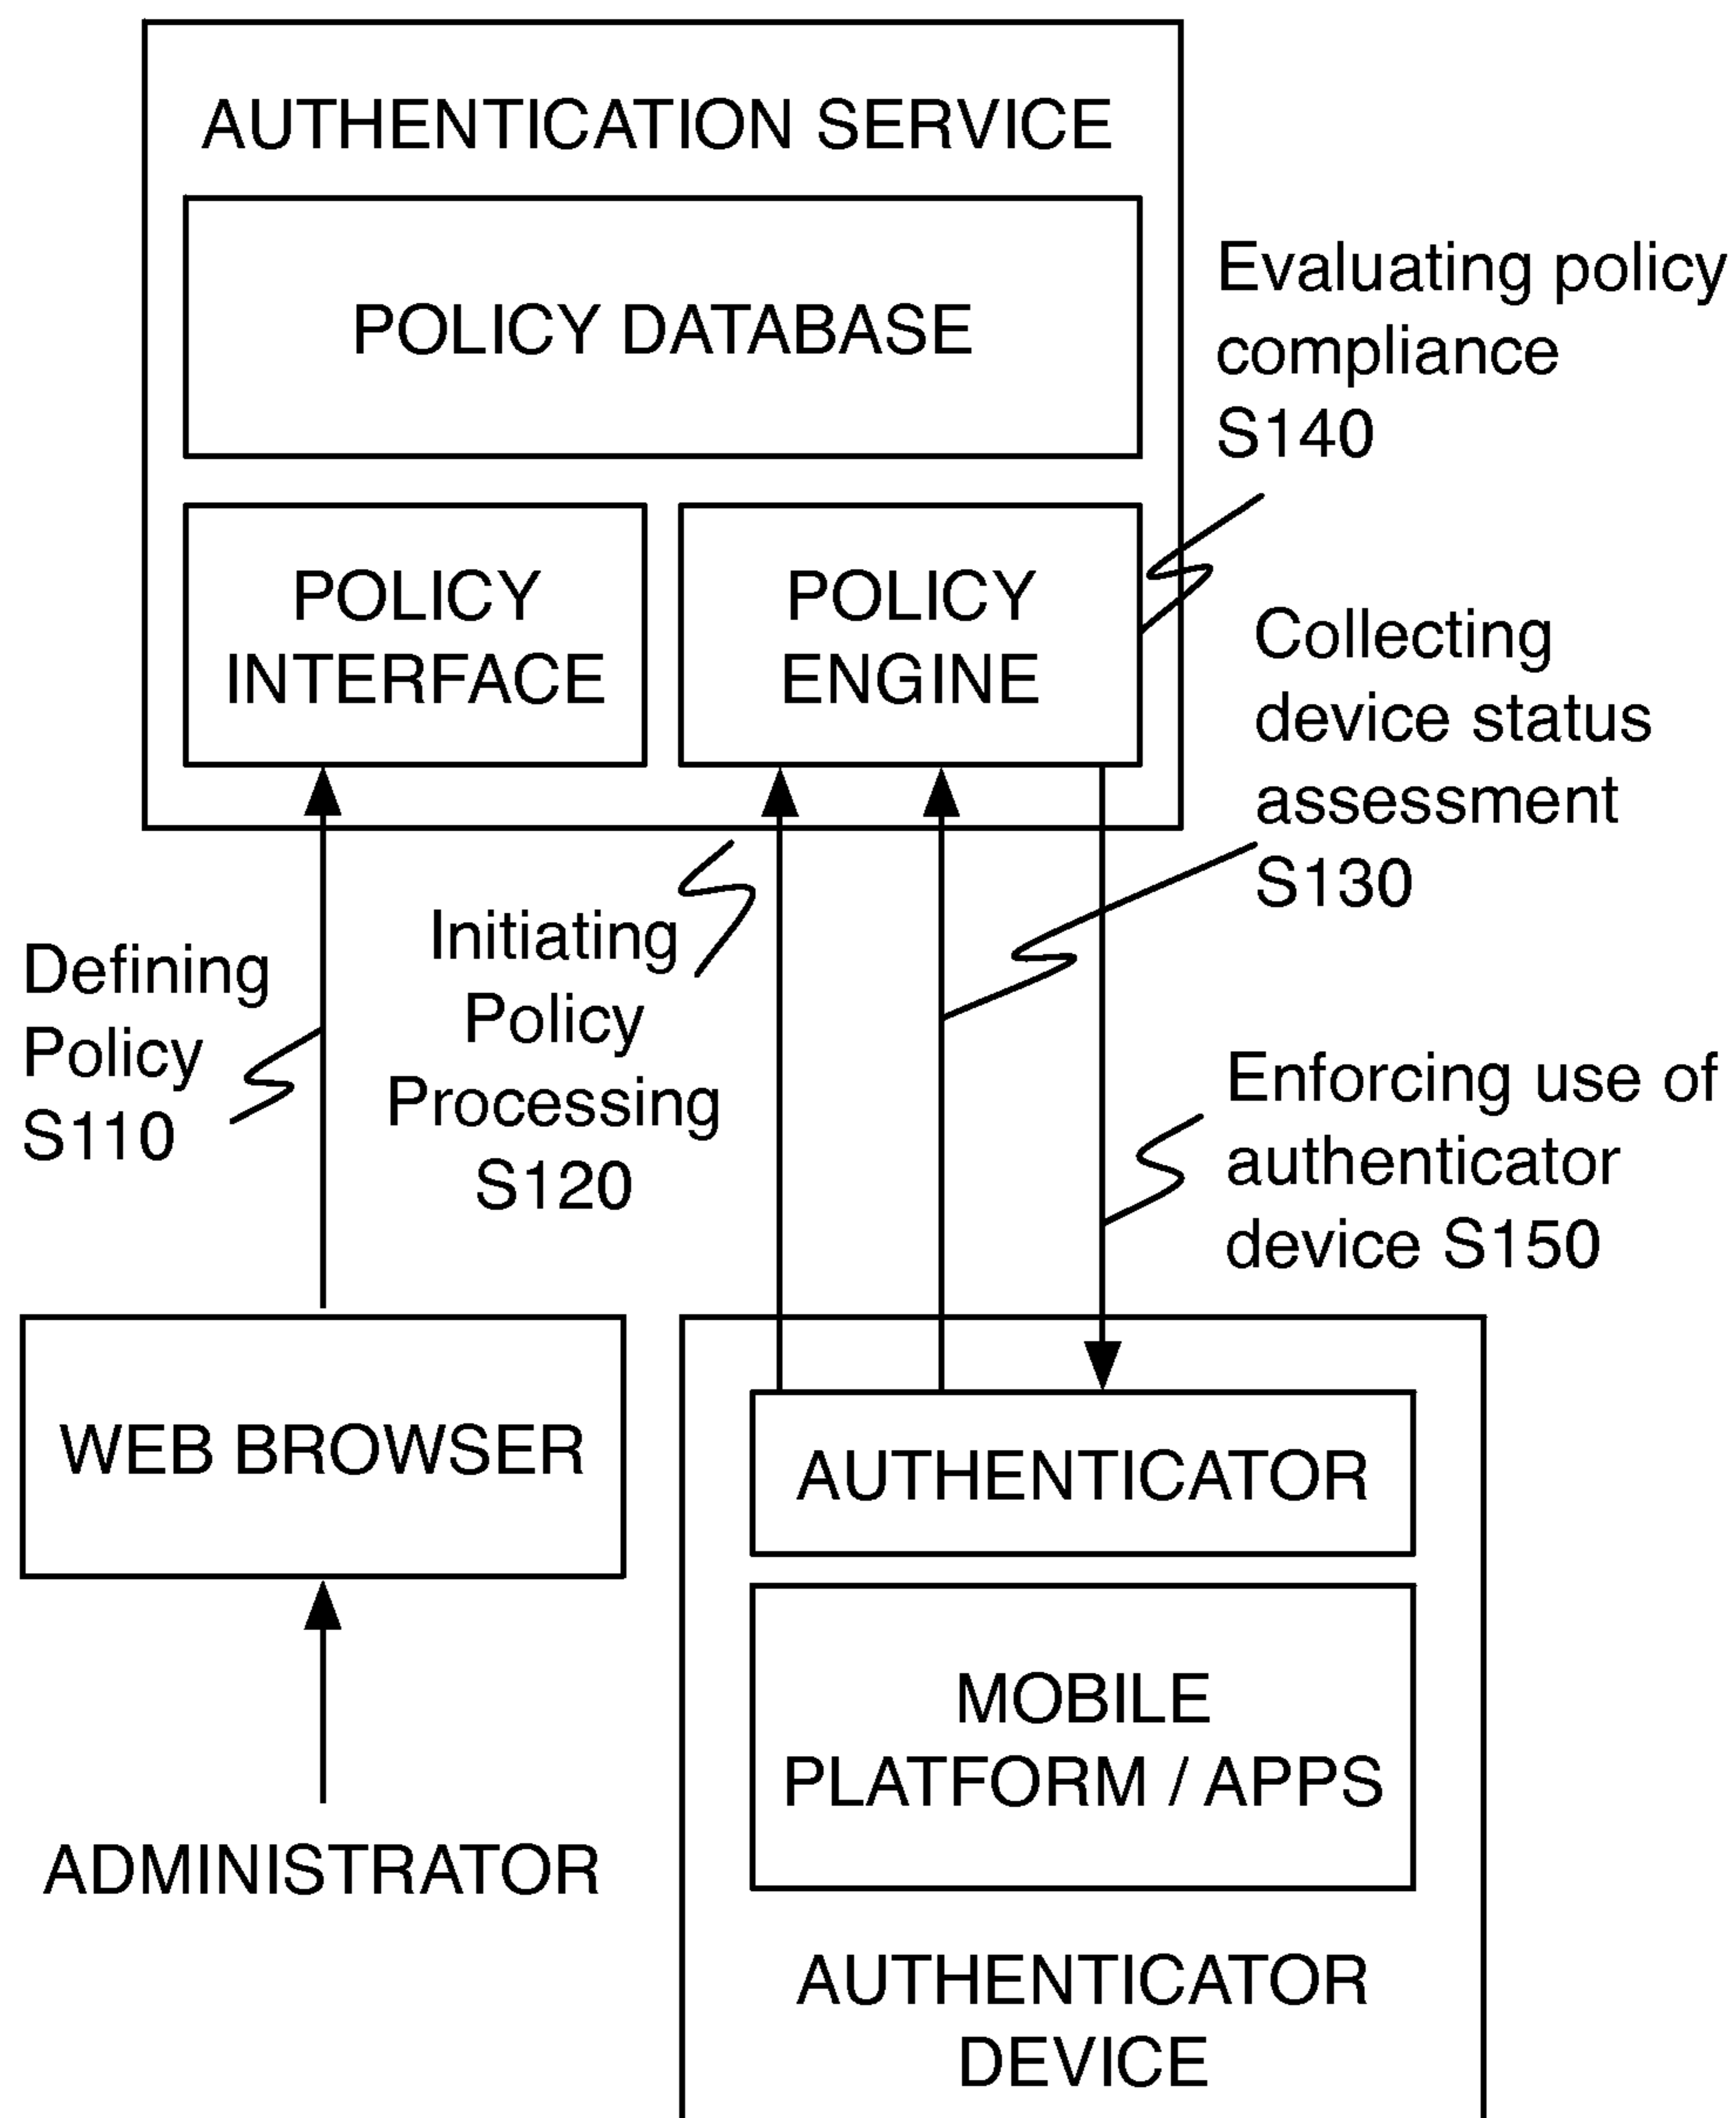 AUTHENTICATION SERVICE
POLICY DATABASE
Evaluating policy
compliance
S140
POLICY
INTERFACE
POLICY
ENGINE
Collecting
device status
assessment
S130
Initiating
Policy
Processing
S120
Defining
Policy
S110
Enforcing use of
authenticator
device S150
WEB BROWSER
AUTHENTICATOR
MOBILE
PLATFORM / APPS
ADMINISTRATOR
AUTHENTICATOR
DEVICE